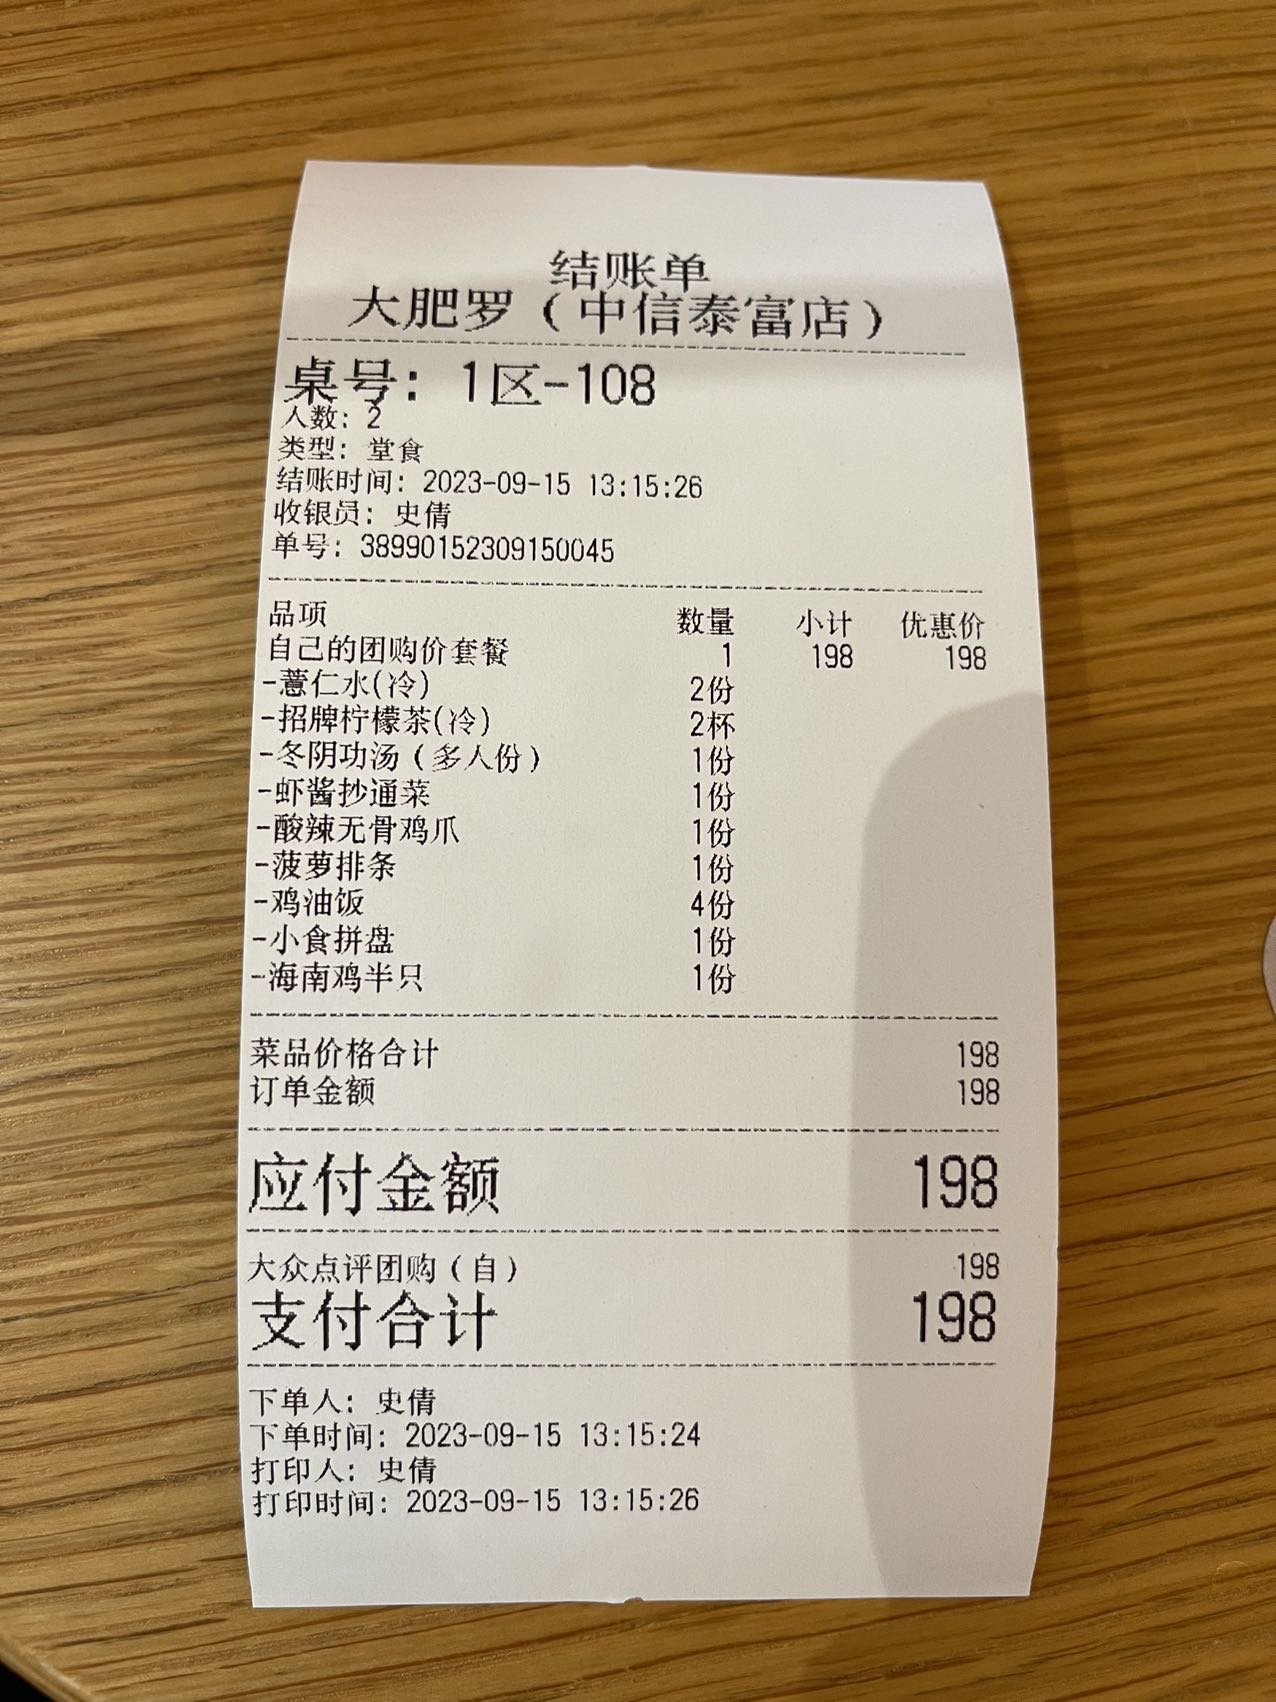 结账单
大肥罗（中信泰富店）
桌号：1区-108
人数：2
类型：堂食
结账时间：2023-09-15 13:15:26
收银员：史倩
单号：38990152309150045
品项 数量 小计 优惠价
自己的团购价套餐 1 198 198
-薏仁水(冷) 2份
-招牌柠檬茶(冷) 2杯
-冬阴功汤（多人份） 1份
-虾酱抄通菜 1份
-酸辣无骨鸡爪 1份
-菠萝排条 1份
-鸡油饭 4份
-小食拼盘 1份
-海南鸡半只 1份
菜品价格合计 198
订单金额 198
应付金额 198
大众点评团购（自） 198
支付合计 198
下单人：史倩
下单时间：2023-09-15 13:15:24
打印人：史倩
打印时间：2023-09-15 13:15:26